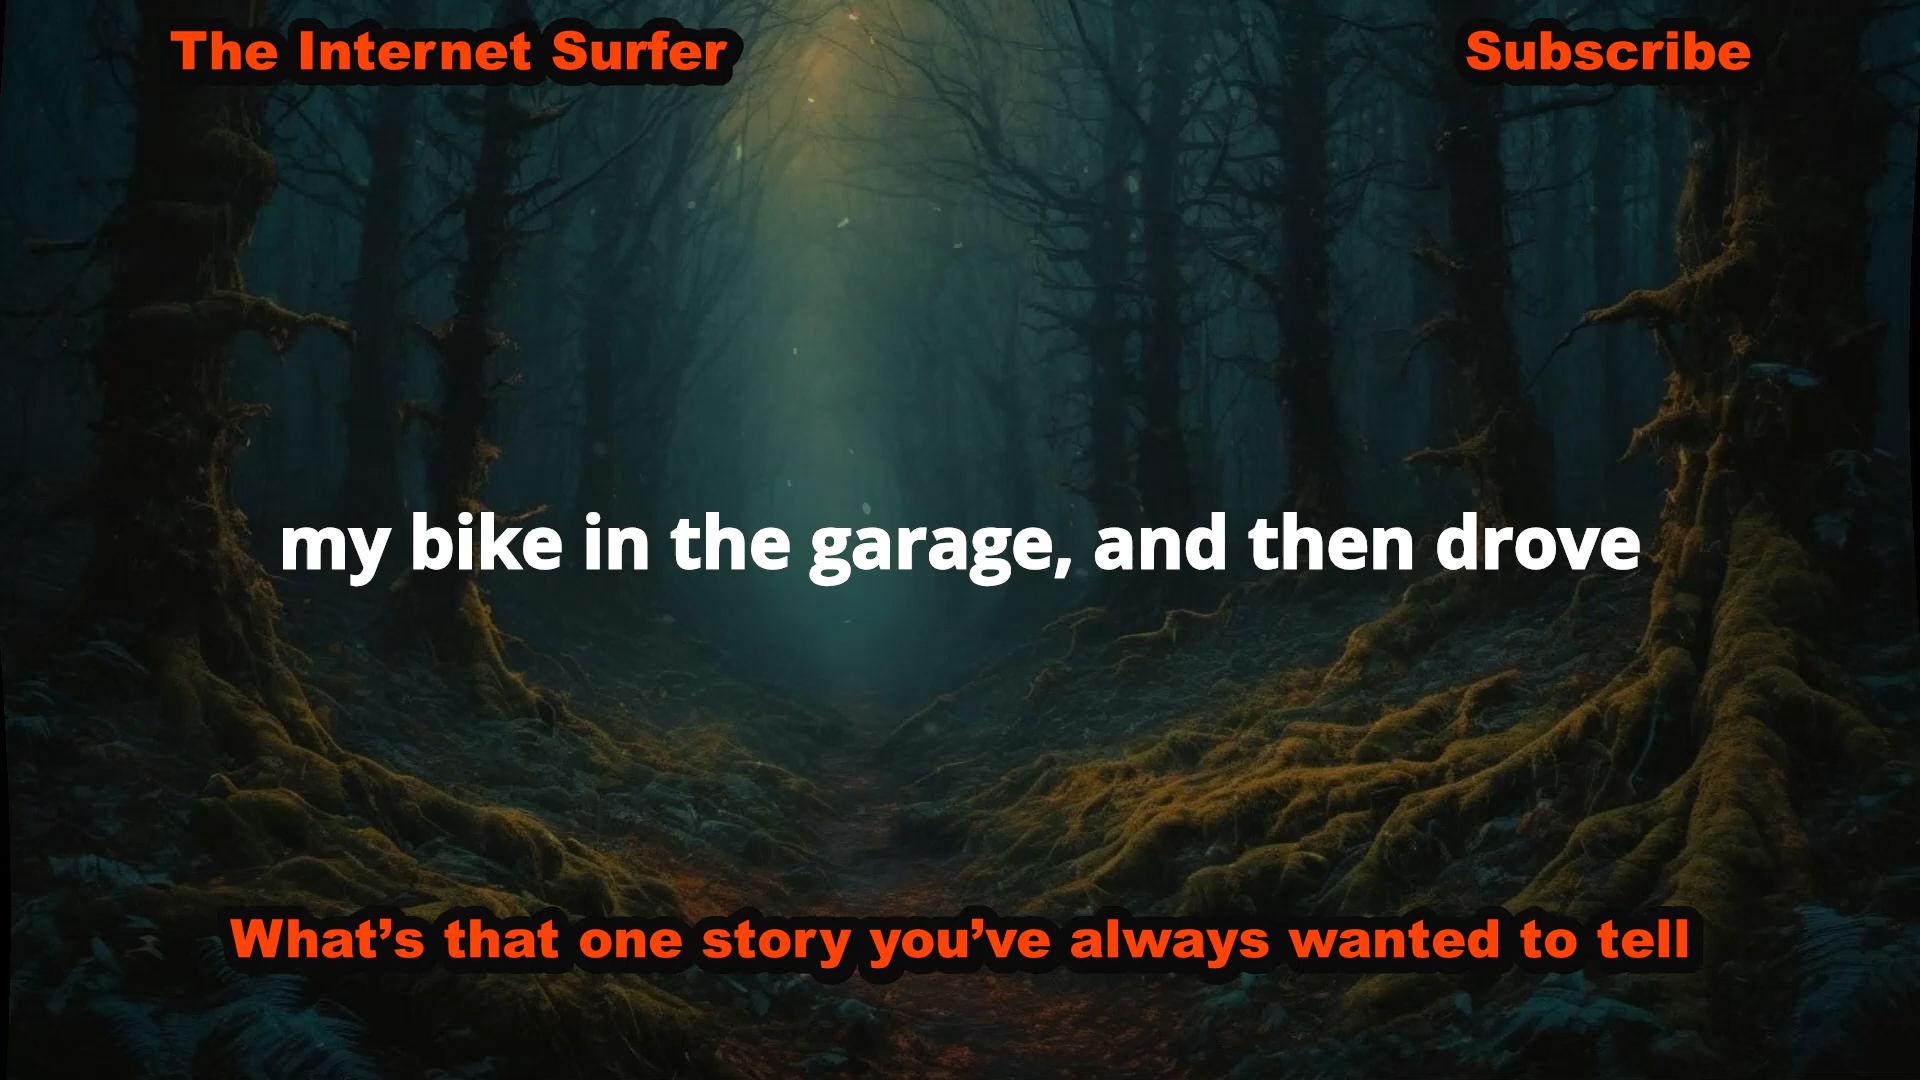 The Internet Surfer
Subscribe
my bike in the garage, and then drove
What’s that one story you’ve always wanted to tell